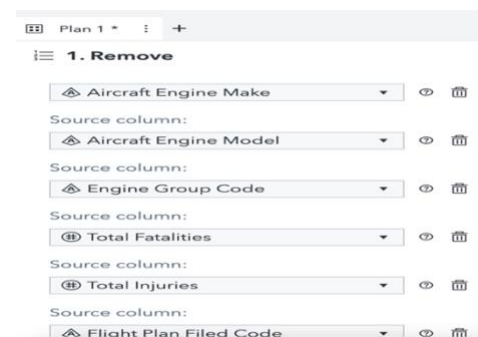 Plan 1 *
1. Remove
Aircraft Engine Make
Source column:
Aircraft Engine Model
Source column:
Engine Group Code
Source column:
Total Fatalities
Source column:
Total Injuries
Source column:
Flight Plan Filed Code